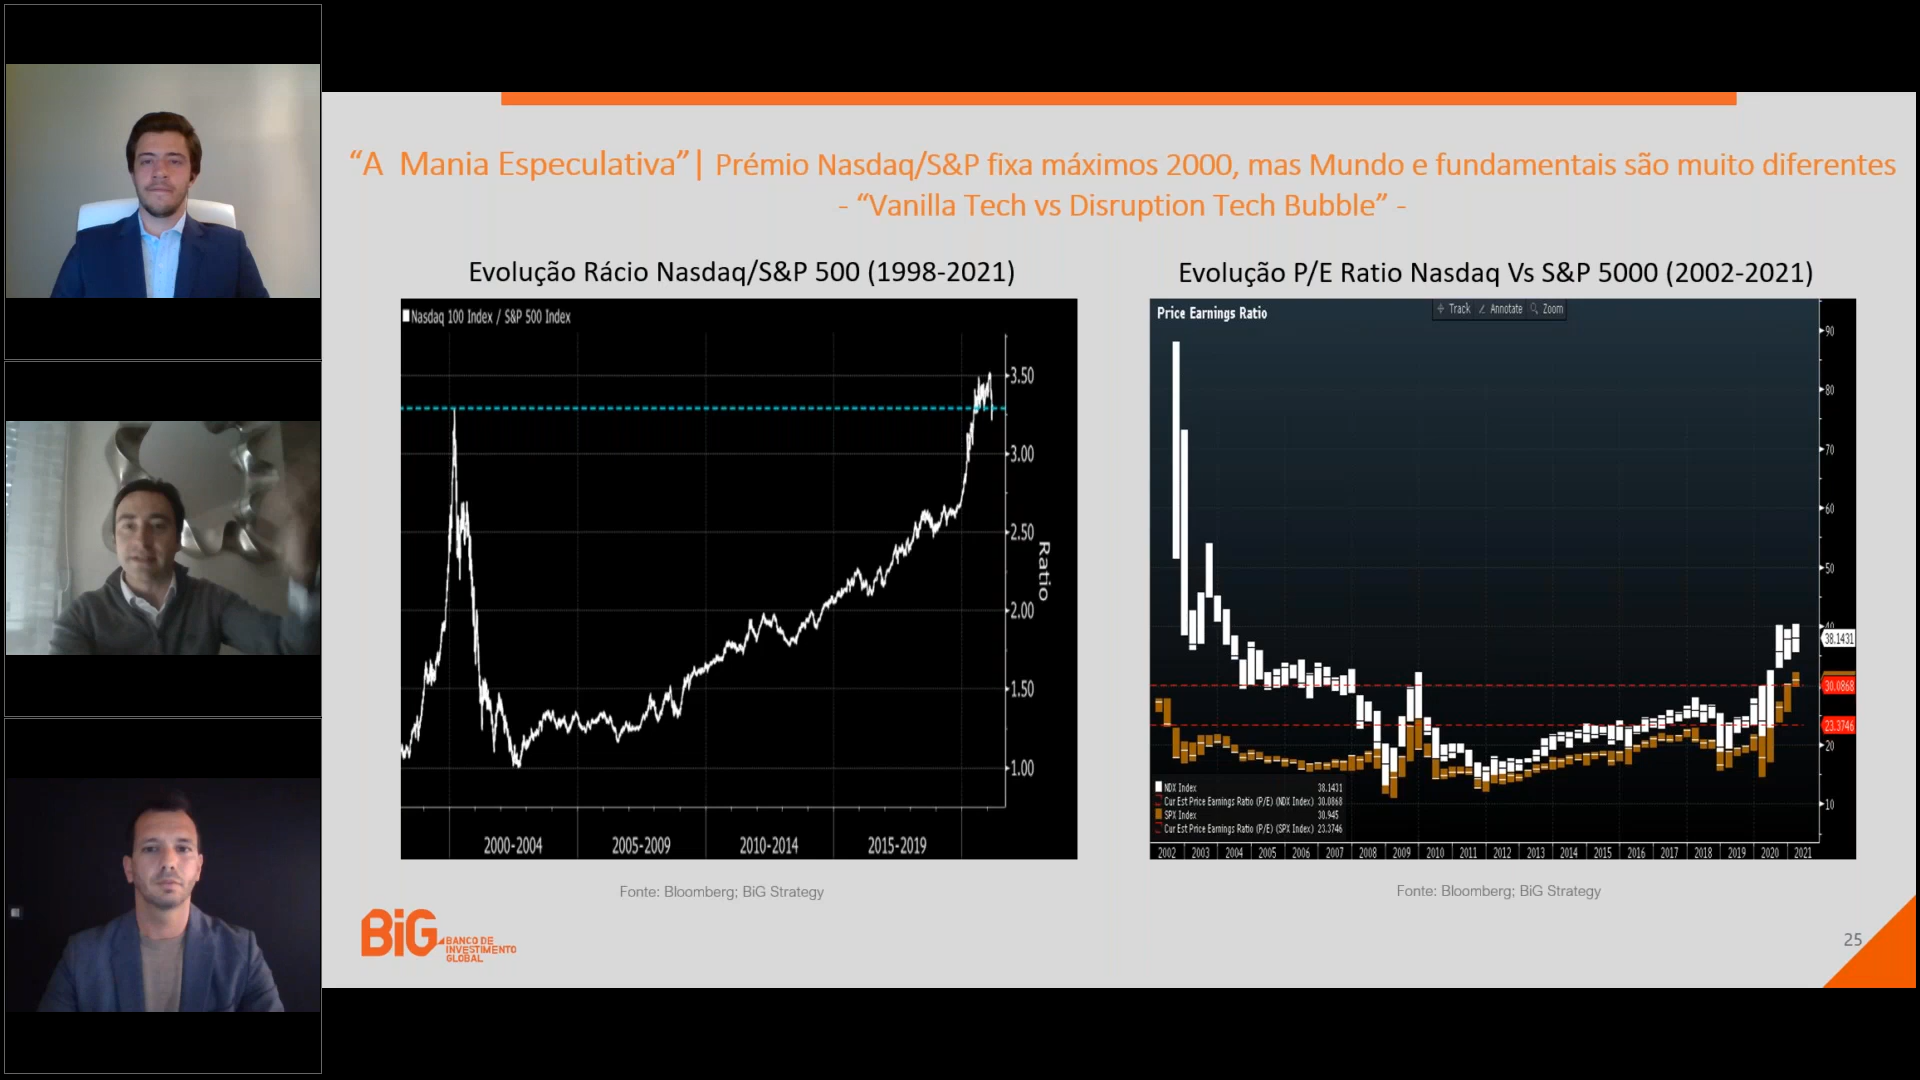 “A Mania Especulativa”| Prémio Nasdaq/S&P fixa máximos 2000, mas Mundo e fundamentais são muito diferentes
- “Vanilla Tech vs Disruption Tech Bubble” -
Evolução Rácio Nasdaq/S&P 500 (1998-2021)
Nasdaq 100 Index / S&P 500 Index
3.50
3.00
2.50
2.00
1.50
1.00
Ratio
2000-2004 2005-2009 2010-2014 2015-2019
Fonte: Bloomberg; BiG Strategy
Evolução P/E Ratio Nasdaq Vs S&P 5000 (2002-2021)
Price Earnings Ratio
Track Annotate Zoom
90
80
70
60
50
40
38.1431
30.0868
23.3746
20
10
NDX Index 38.1431
Cur Est Price Earnings Ratio (P/E) (NDX Index) 30.0868
SPX Index 30.945
Cur Est Price Earnings Ratio (P/E) (SPX Index) 23.3746
2002 2003 2004 2005 2006 2007 2008 2009 2010 2011 2012 2013 2014 2015 2016 2017 2018 2019 2020 2021
Fonte: Bloomberg; BiG Strategy
BiG BANCO DE
INVESTIMENTO
GLOBAL
25